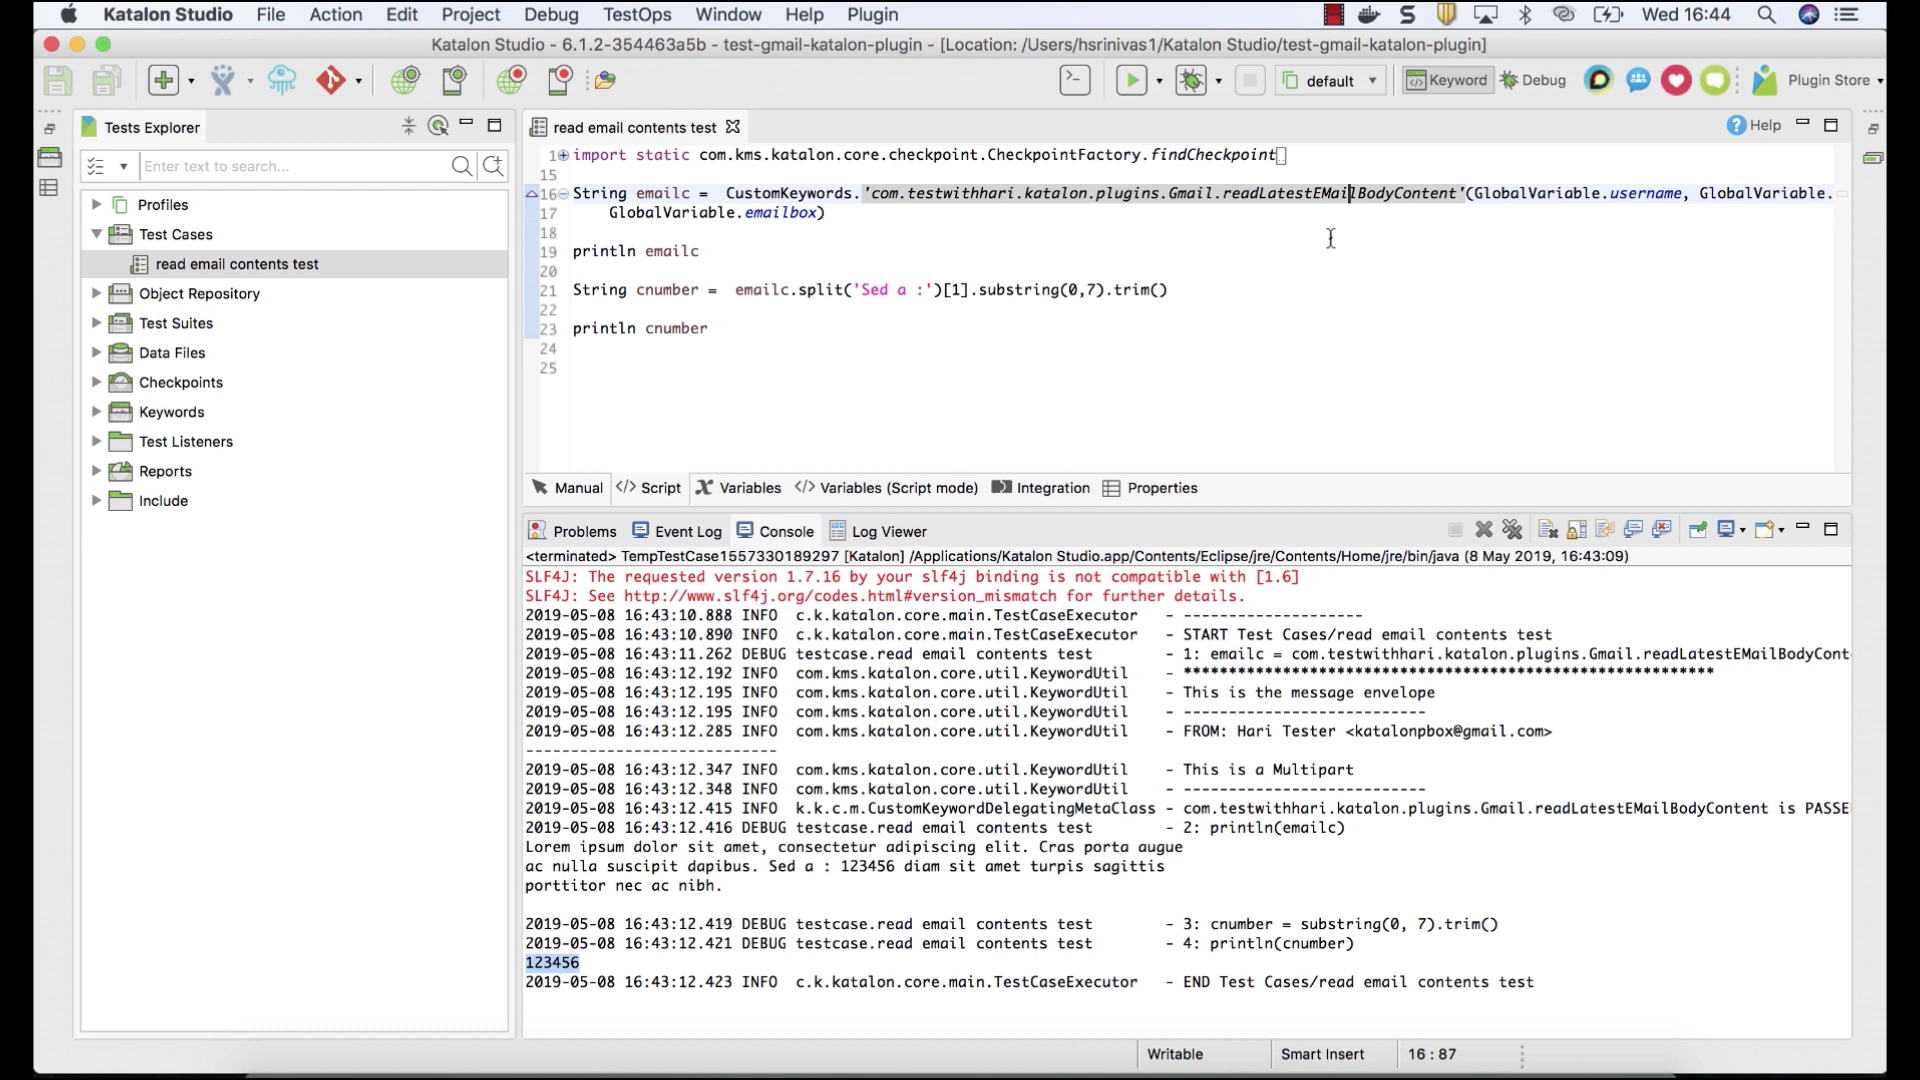 Katalon Studio File Action Edit Project Debug TestOps Window Help Plugin Wed 16:44
Katalon Studio - 6.1.2-354463a5b - test-gmail-katalon-plugin - [Location: /Users/hsrinivas1/Katalon Studio/test-gmail-katalon-plugin]
default Keyword Debug Plugin Store
Tests Explorer
Enter text to search...
Profiles
Test Cases
read email contents test
Object Repository
Test Suites
Data Files
Checkpoints
Keywords
Test Listeners
Reports
Include
read email contents test
Help
1 import static com.kms.katalon.core.checkpoint.CheckpointFactory.findCheckpoint
15
16 String emailc =  CustomKeywords.'com.testwithhari.katalon.plugins.Gmail.readLatestEMailBodyContent'(GlobalVariable.username, GlobalVariable.
17 GlobalVariable.emailbox)
18
19 println emailc
20
21 String cnumber =  emailc.split('Sed a :')[1].substring(0,7).trim()
22
23 println cnumber
24
25
Manual Script Variables Variables (Script mode) Integration Properties
Problems Event Log Console Log Viewer
<terminated> TempTestCase1557330189297 [Katalon] /Applications/Katalon Studio.app/Contents/Eclipse/jre/Contents/Home/jre/bin/java (8 May 2019, 16:43:09)
SLF4J: The requested version 1.7.16 by your slf4j binding is not compatible with [1.6]
SLF4J: See http://www.slf4j.org/codes.html#version_mismatch for further details.
2019-05-08 16:43:10.888 INFO  c.k.katalon.core.main.TestCaseExecutor   - --------------------
2019-05-08 16:43:10.890 INFO  c.k.katalon.core.main.TestCaseExecutor   - START Test Cases/read email contents test
2019-05-08 16:43:11.262 DEBUG testcase.read email contents test        - 1: emailc = com.testwithhari.katalon.plugins.Gmail.readLatestEMailBodyCont
2019-05-08 16:43:12.192 INFO  com.kms.katalon.core.util.KeywordUtil    - ***********************************************************
2019-05-08 16:43:12.195 INFO  com.kms.katalon.core.util.KeywordUtil    - This is the message envelope
2019-05-08 16:43:12.195 INFO  com.kms.katalon.core.util.KeywordUtil    - ---------------------------
2019-05-08 16:43:12.285 INFO  com.kms.katalon.core.util.KeywordUtil    - FROM: Hari Tester <katalonpbox@gmail.com>
----------------------------
2019-05-08 16:43:12.347 INFO  com.kms.katalon.core.util.KeywordUtil    - This is a Multipart
2019-05-08 16:43:12.348 INFO  com.kms.katalon.core.util.KeywordUtil    - ---------------------------
2019-05-08 16:43:12.415 INFO  k.k.c.m.CustomKeywordDelegatingMetaClass - com.testwithhari.katalon.plugins.Gmail.readLatestEMailBodyContent is PASSE
2019-05-08 16:43:12.416 DEBUG testcase.read email contents test        - 2: println(emailc)
Lorem ipsum dolor sit amet, consectetur adipiscing elit. Cras porta augue
ac nulla suscipit dapibus. Sed a : 123456 diam sit amet turpis sagittis
porttitor nec ac nibh.
2019-05-08 16:43:12.419 DEBUG testcase.read email contents test        - 3: cnumber = substring(0, 7).trim()
2019-05-08 16:43:12.421 DEBUG testcase.read email contents test        - 4: println(cnumber)
123456
2019-05-08 16:43:12.423 INFO  c.k.katalon.core.main.TestCaseExecutor   - END Test Cases/read email contents test
Writable Smart Insert 16 : 87